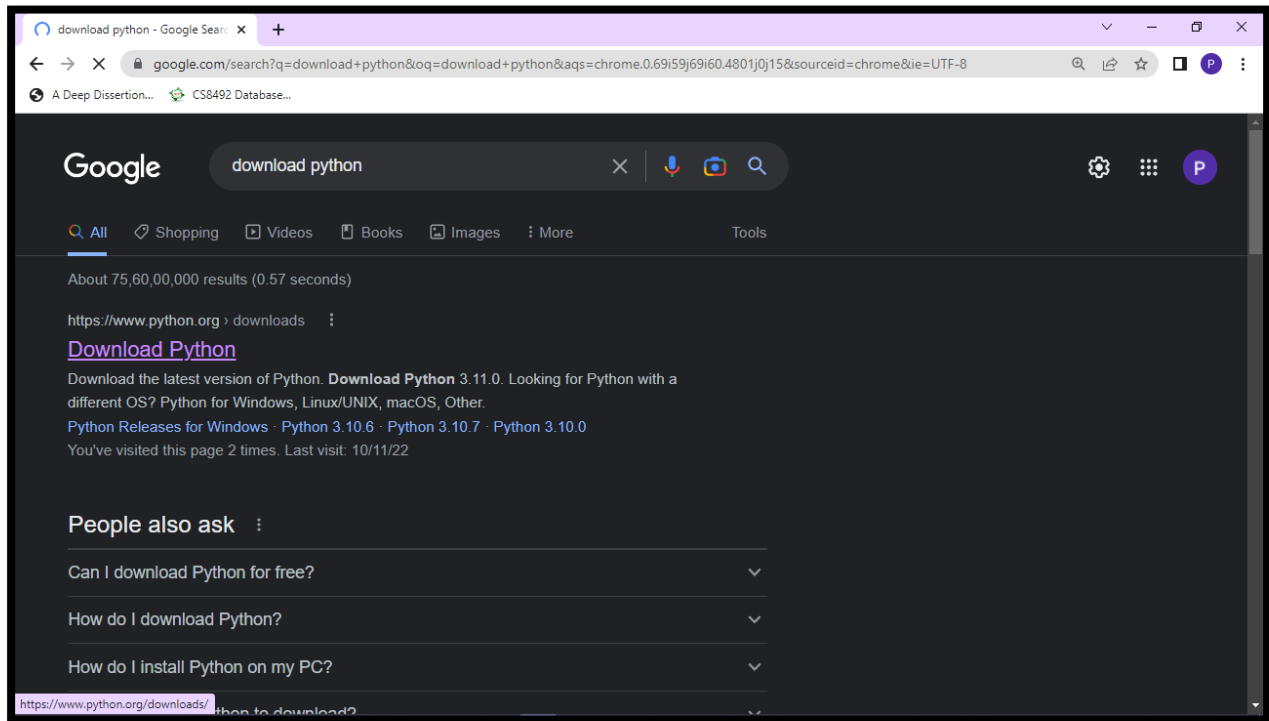 download python - Google Searc
google.com/search?q=download+python&oq=download+python&aqs=chrome.0.69i59j69i60.4801j0j15&sourceid=chrome&ie=UTF-8
P
A Deep Dissertion... CS8492 Database...
Google
download python
P
All Shopping Videos Books Images More Tools
About 75,60,00,000 results (0.57 seconds)
https://www.python.org › downloads
Download Python
Download the latest version of Python. Download Python 3.11.0. Looking for Python with a
different OS? Python for Windows, Linux/UNIX, macOS, Other.
Python Releases for Windows · Python 3.10.6 · Python 3.10.7 · Python 3.10.0
You've visited this page 2 times. Last visit: 10/11/22
People also ask
Can I download Python for free?
How do I download Python?
How do I install Python on my PC?
to download?
https://www.python.org/downloads/